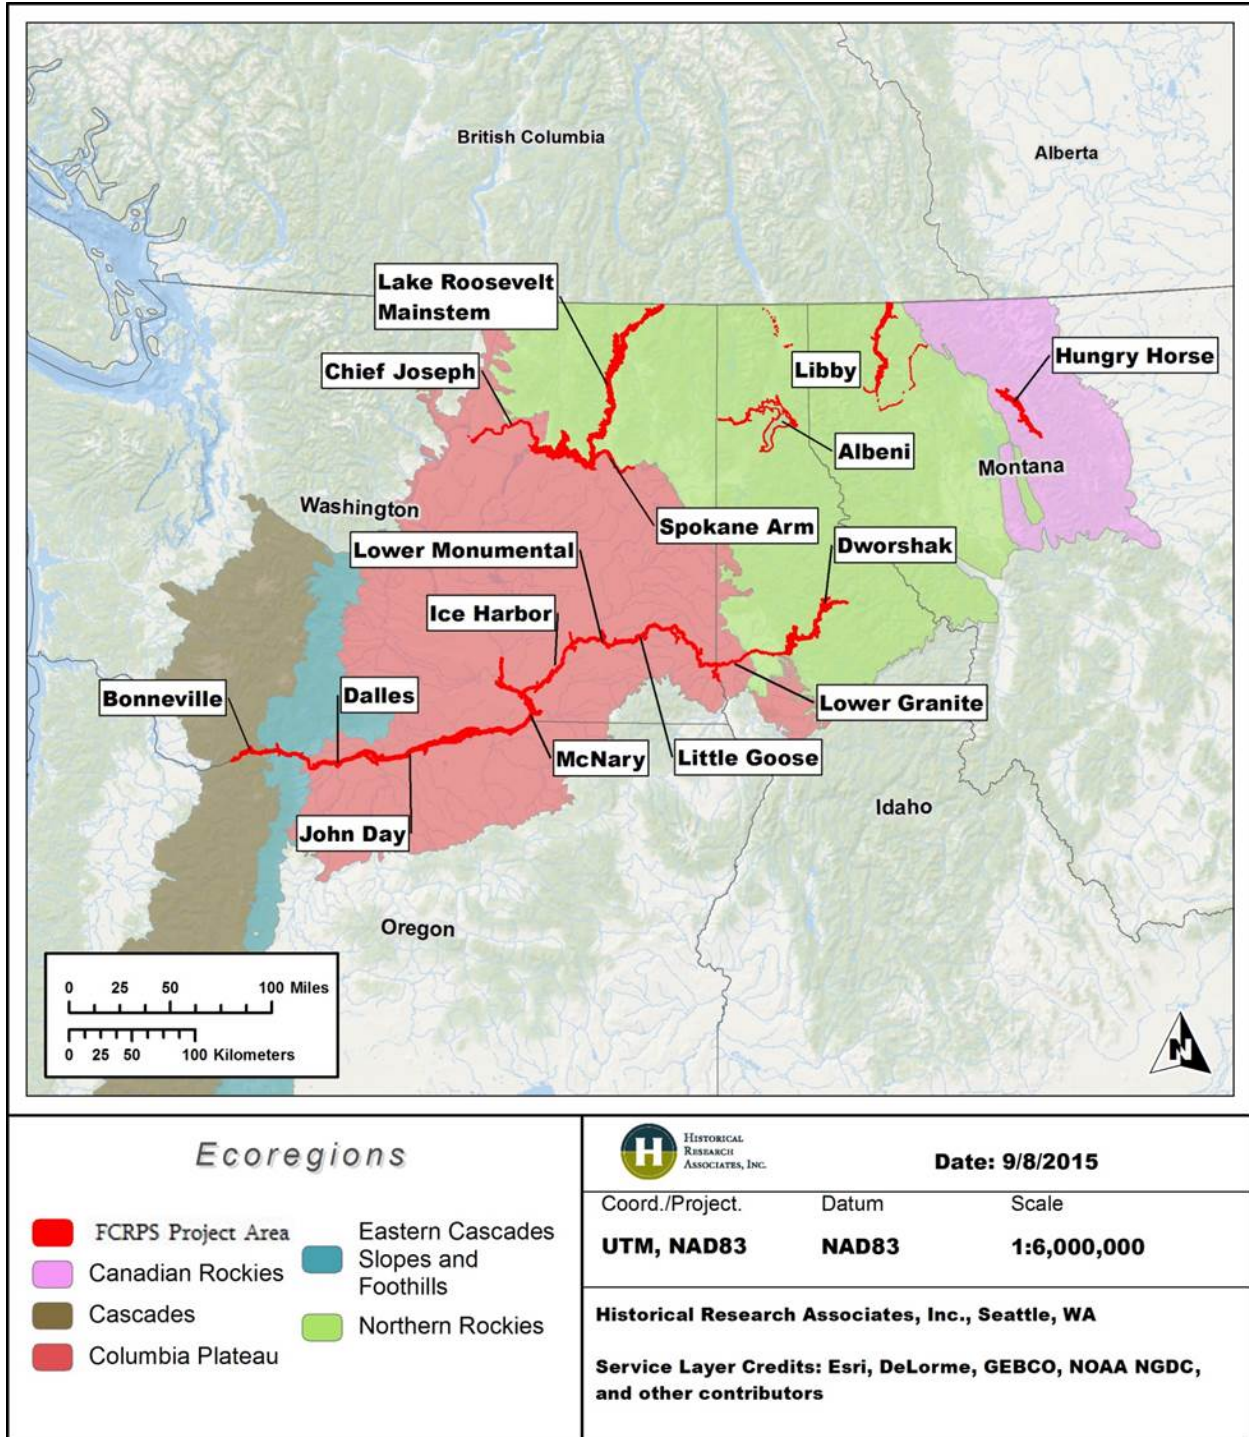 British Columbia
Alberta
Lake Roosevelt
Mainstem
Chief Joseph
Libby
Hungry Horse
Albeni
Montana
Washington
Spokane Arm
Lower Monumental
Dworshak
Ice Harbor
Bonneville
Dalles
Lower Granite
McNary
Little Goose
Idaho
John Day
Oregon
0 25 50 100 Miles
0 25 50 100 Kilometers
N
Ecoregions
FCRPS Project Area
Canadian Rockies
Cascades
Columbia Plateau
Eastern Cascades
Slopes and
Foothills
Northern Rockies
H
HISTORICAL
RESEARCH
ASSOCIATES, INC.
Date: 9/8/2015
Coord./Project. Datum Scale
UTM, NAD83 NAD83 1:6,000,000
Historical Research Associates, Inc., Seattle, WA
Service Layer Credits: Esri, DeLorme, GEBCO, NOAA NGDC,
and other contributors